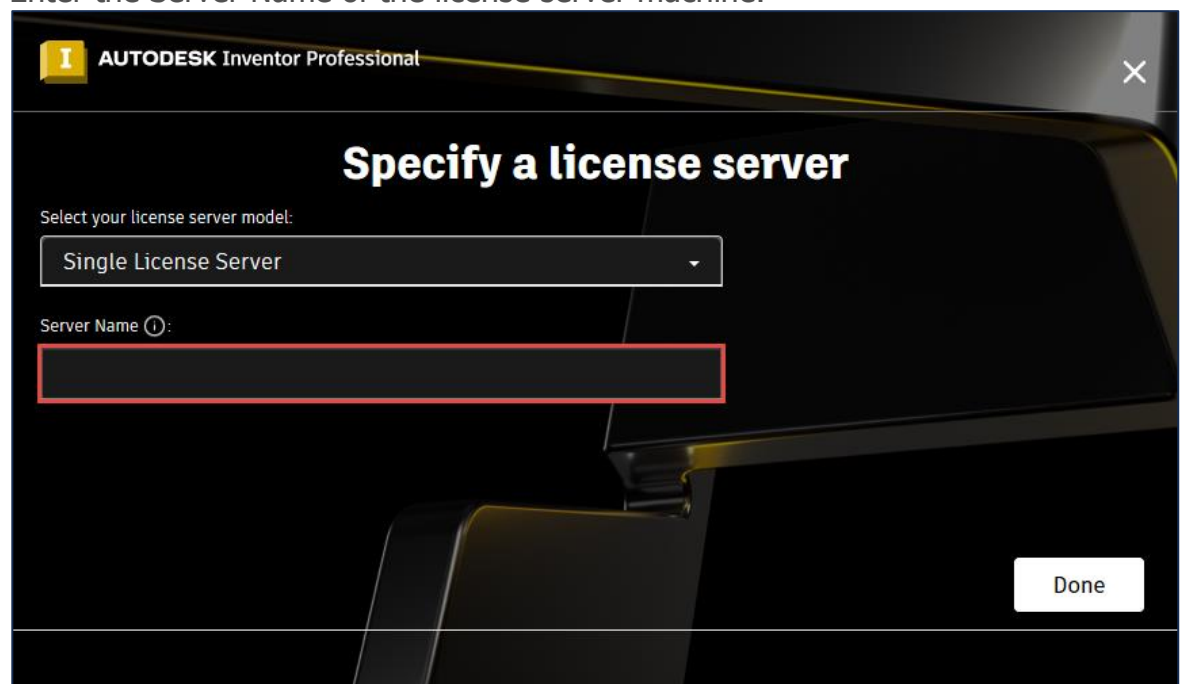 Enter the Server Name of the license server machine.
I AUTODESK Inventor Professional
Specify a license server
Select your license server model:
Single License Server
Server Name ⓘ:
Done